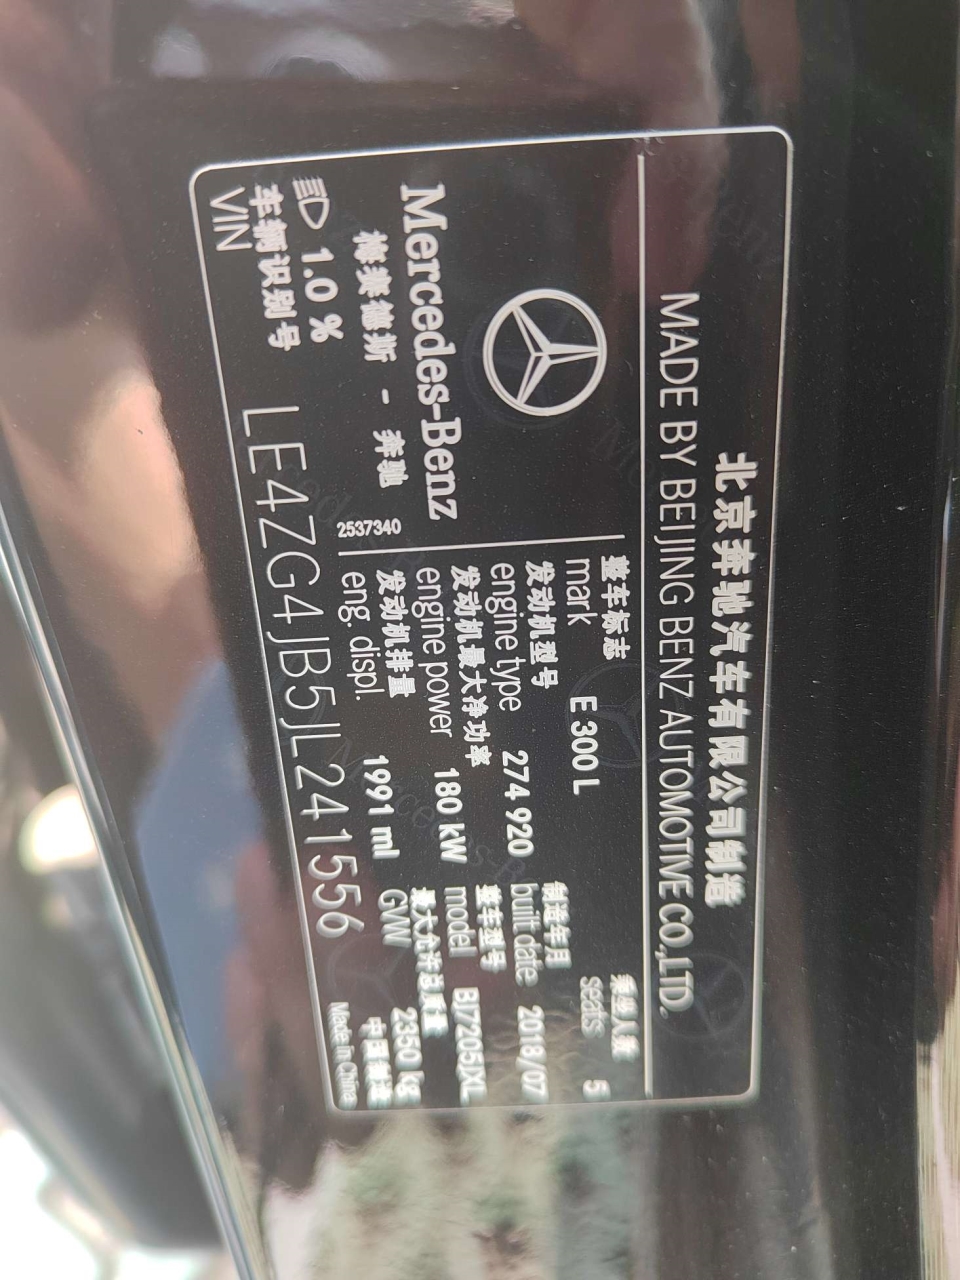 北京奔驰汽车有限公司制造
MADE BY BEIJING BENZ AUTOMOTIVE CO.,LTD.
Mercedes-Benz
梅赛德斯 - 奔驰
2537340
整车标志
mark E 300 L
乘坐人数
seats 5
发动机型号
engine type 274 920
制造年月
built date 2018/07
发动机最大净功率
engine power 180 kW
整车型号
model BJ7205JXL
发动机排量
eng. displ. 1991 ml
最大允许总质量
GVW 2350 kg
1.0 %
车辆识别号
VIN LE4ZG4JB5JL241556
中国制造
Made In China